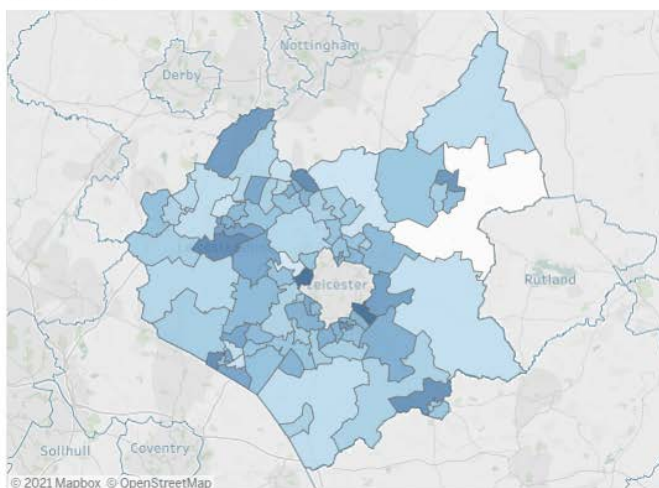 Nottingham
Derby
Leicester
Rutland
Solihull
Coventry
© 2021 Mapbox © OpenStreetMap